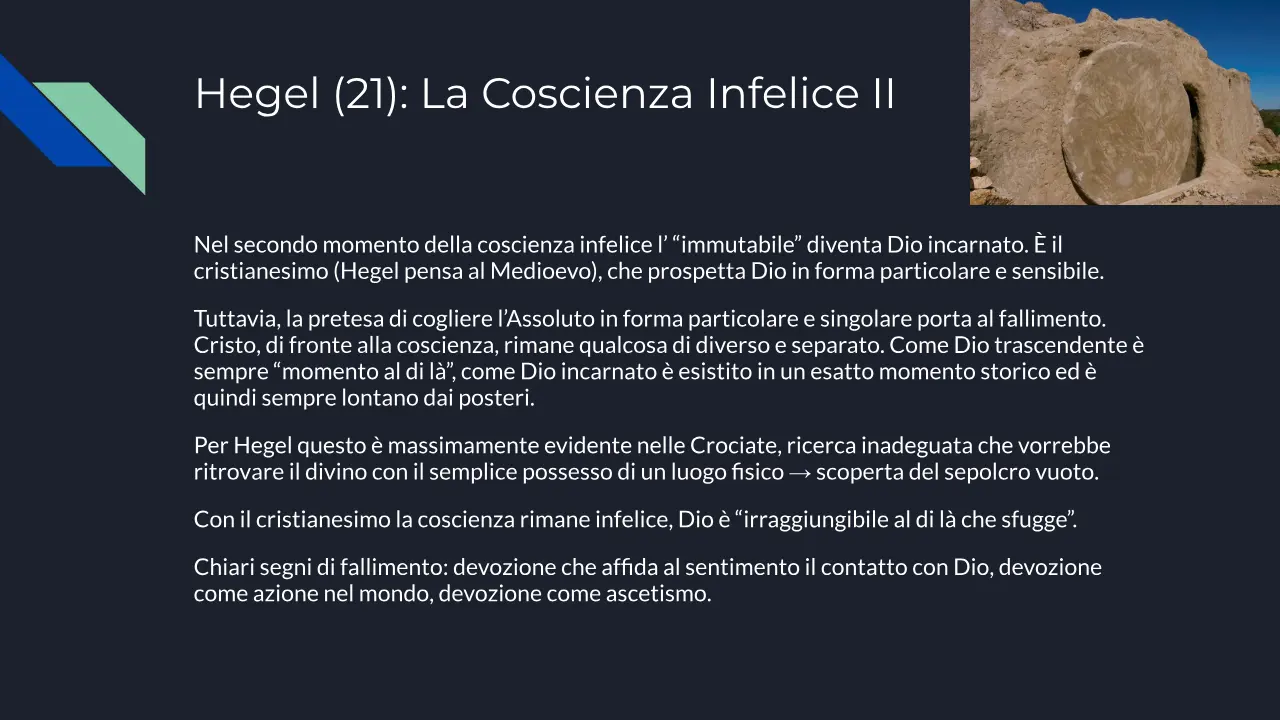 Hegel (21): La Coscienza Infelice II
Nel secondo momento della coscienza infelice l’ “immutabile” diventa Dio incarnato. È il
cristianesimo (Hegel pensa al Medioevo), che prospetta Dio in forma particolare e sensibile.
Tuttavia, la pretesa di cogliere l’Assoluto in forma particolare e singolare porta al fallimento.
Cristo, di fronte alla coscienza, rimane qualcosa di diverso e separato. Come Dio trascendente è
sempre “momento al di là”, come Dio incarnato è esistito in un esatto momento storico ed è
quindi sempre lontano dai posteri.
Per Hegel questo è massimamente evidente nelle Crociate, ricerca inadeguata che vorrebbe
ritrovare il divino con il semplice possesso di un luogo fisico → scoperta del sepolcro vuoto.
Con il cristianesimo la coscienza rimane infelice, Dio è “irraggiungibile al di là che sfugge”.
Chiari segni di fallimento: devozione che affida al sentimento il contatto con Dio, devozione
come azione nel mondo, devozione come ascetismo.